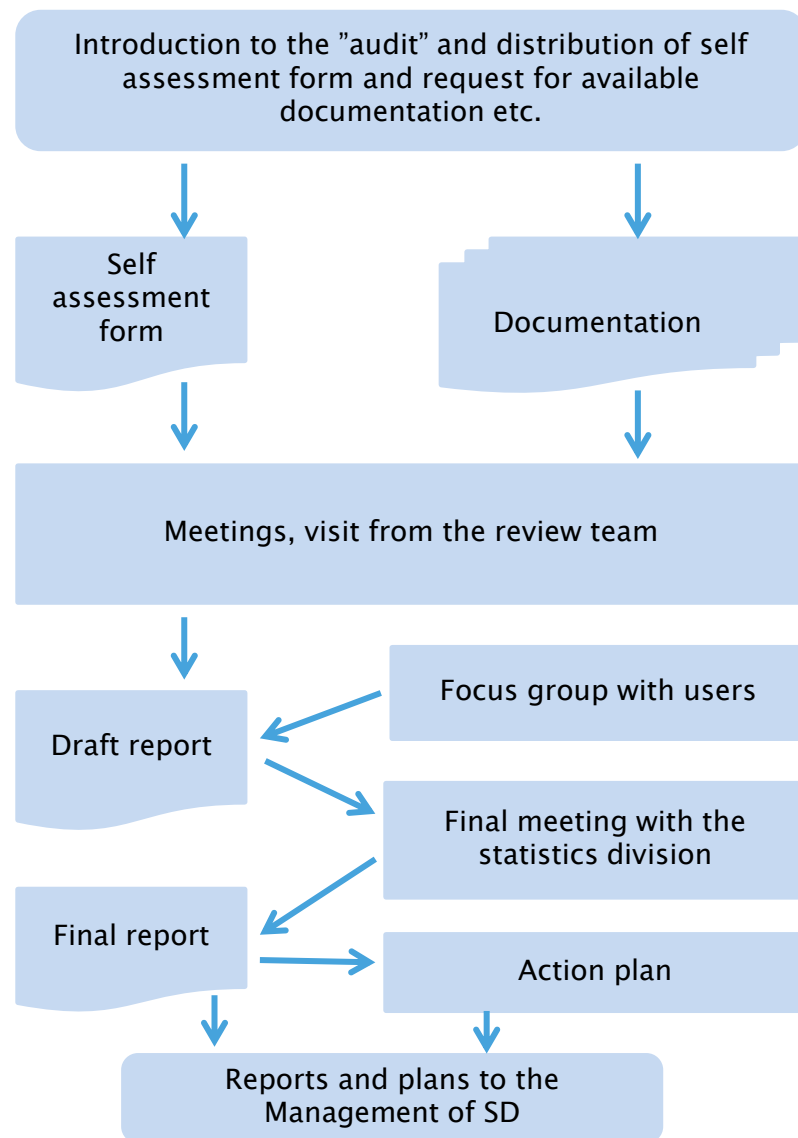 Introduction to the ”audit” and distribution of self
assessment form and request for available
documentation etc.
Self
assessment
form
Documentation
Meetings, visit from the review team
Focus group with users
Draft report
Final meeting with the
statistics division
Final report
Action plan
Reports and plans to the
Management of SD